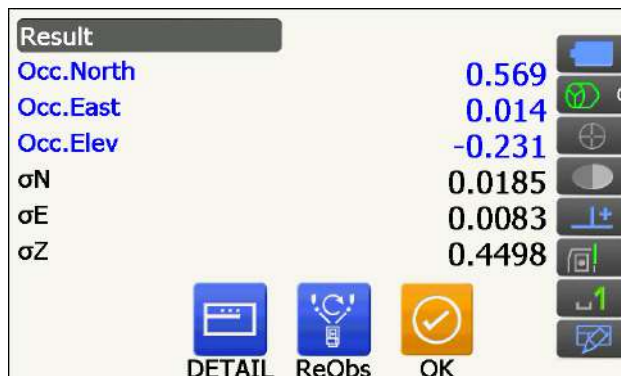 Result
Occ.North 0.569
Occ.East 0.014
Occ.Elev -0.231
σN 0.0185
σE 0.0083
σZ 0.4498
DETAIL ReObs OK